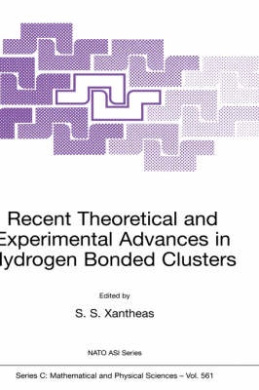 Recent Theoretical and
Experimental Advances in
Hydrogen Bonded Clusters
Edited by
S. S. Xantheas
NATO ASI Series
Series C: Mathematical and Physical Sciences – Vol. 561